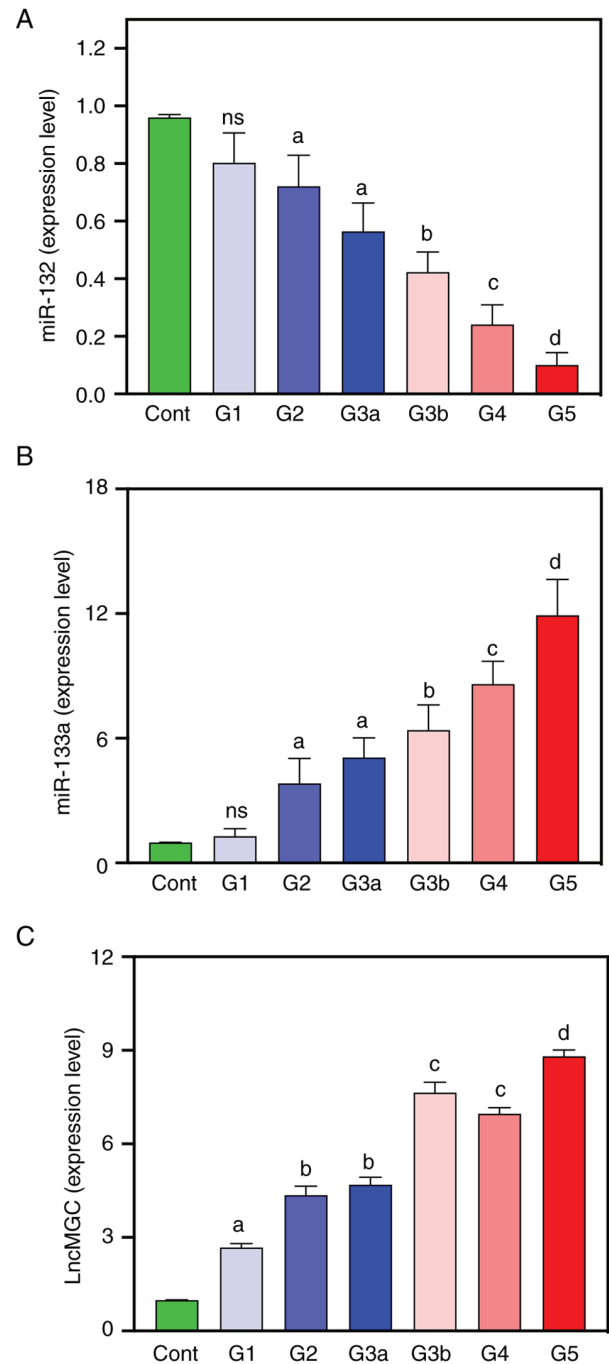 A
miR-132 (expression level)
1.2
1.0
0.8
0.6
0.4
0.2
0.0
ns
a
a
b
c
d
Cont G1 G2 G3a G3b G4 G5
B
miR-133a (expression level)
18
12
6
0
ns
a
a
b
c
d
Cont G1 G2 G3a G3b G4 G5
C
LncMGC (expression level)
12
9
6
3
0
a
b
b
c
c
d
Cont G1 G2 G3a G3b G4 G5